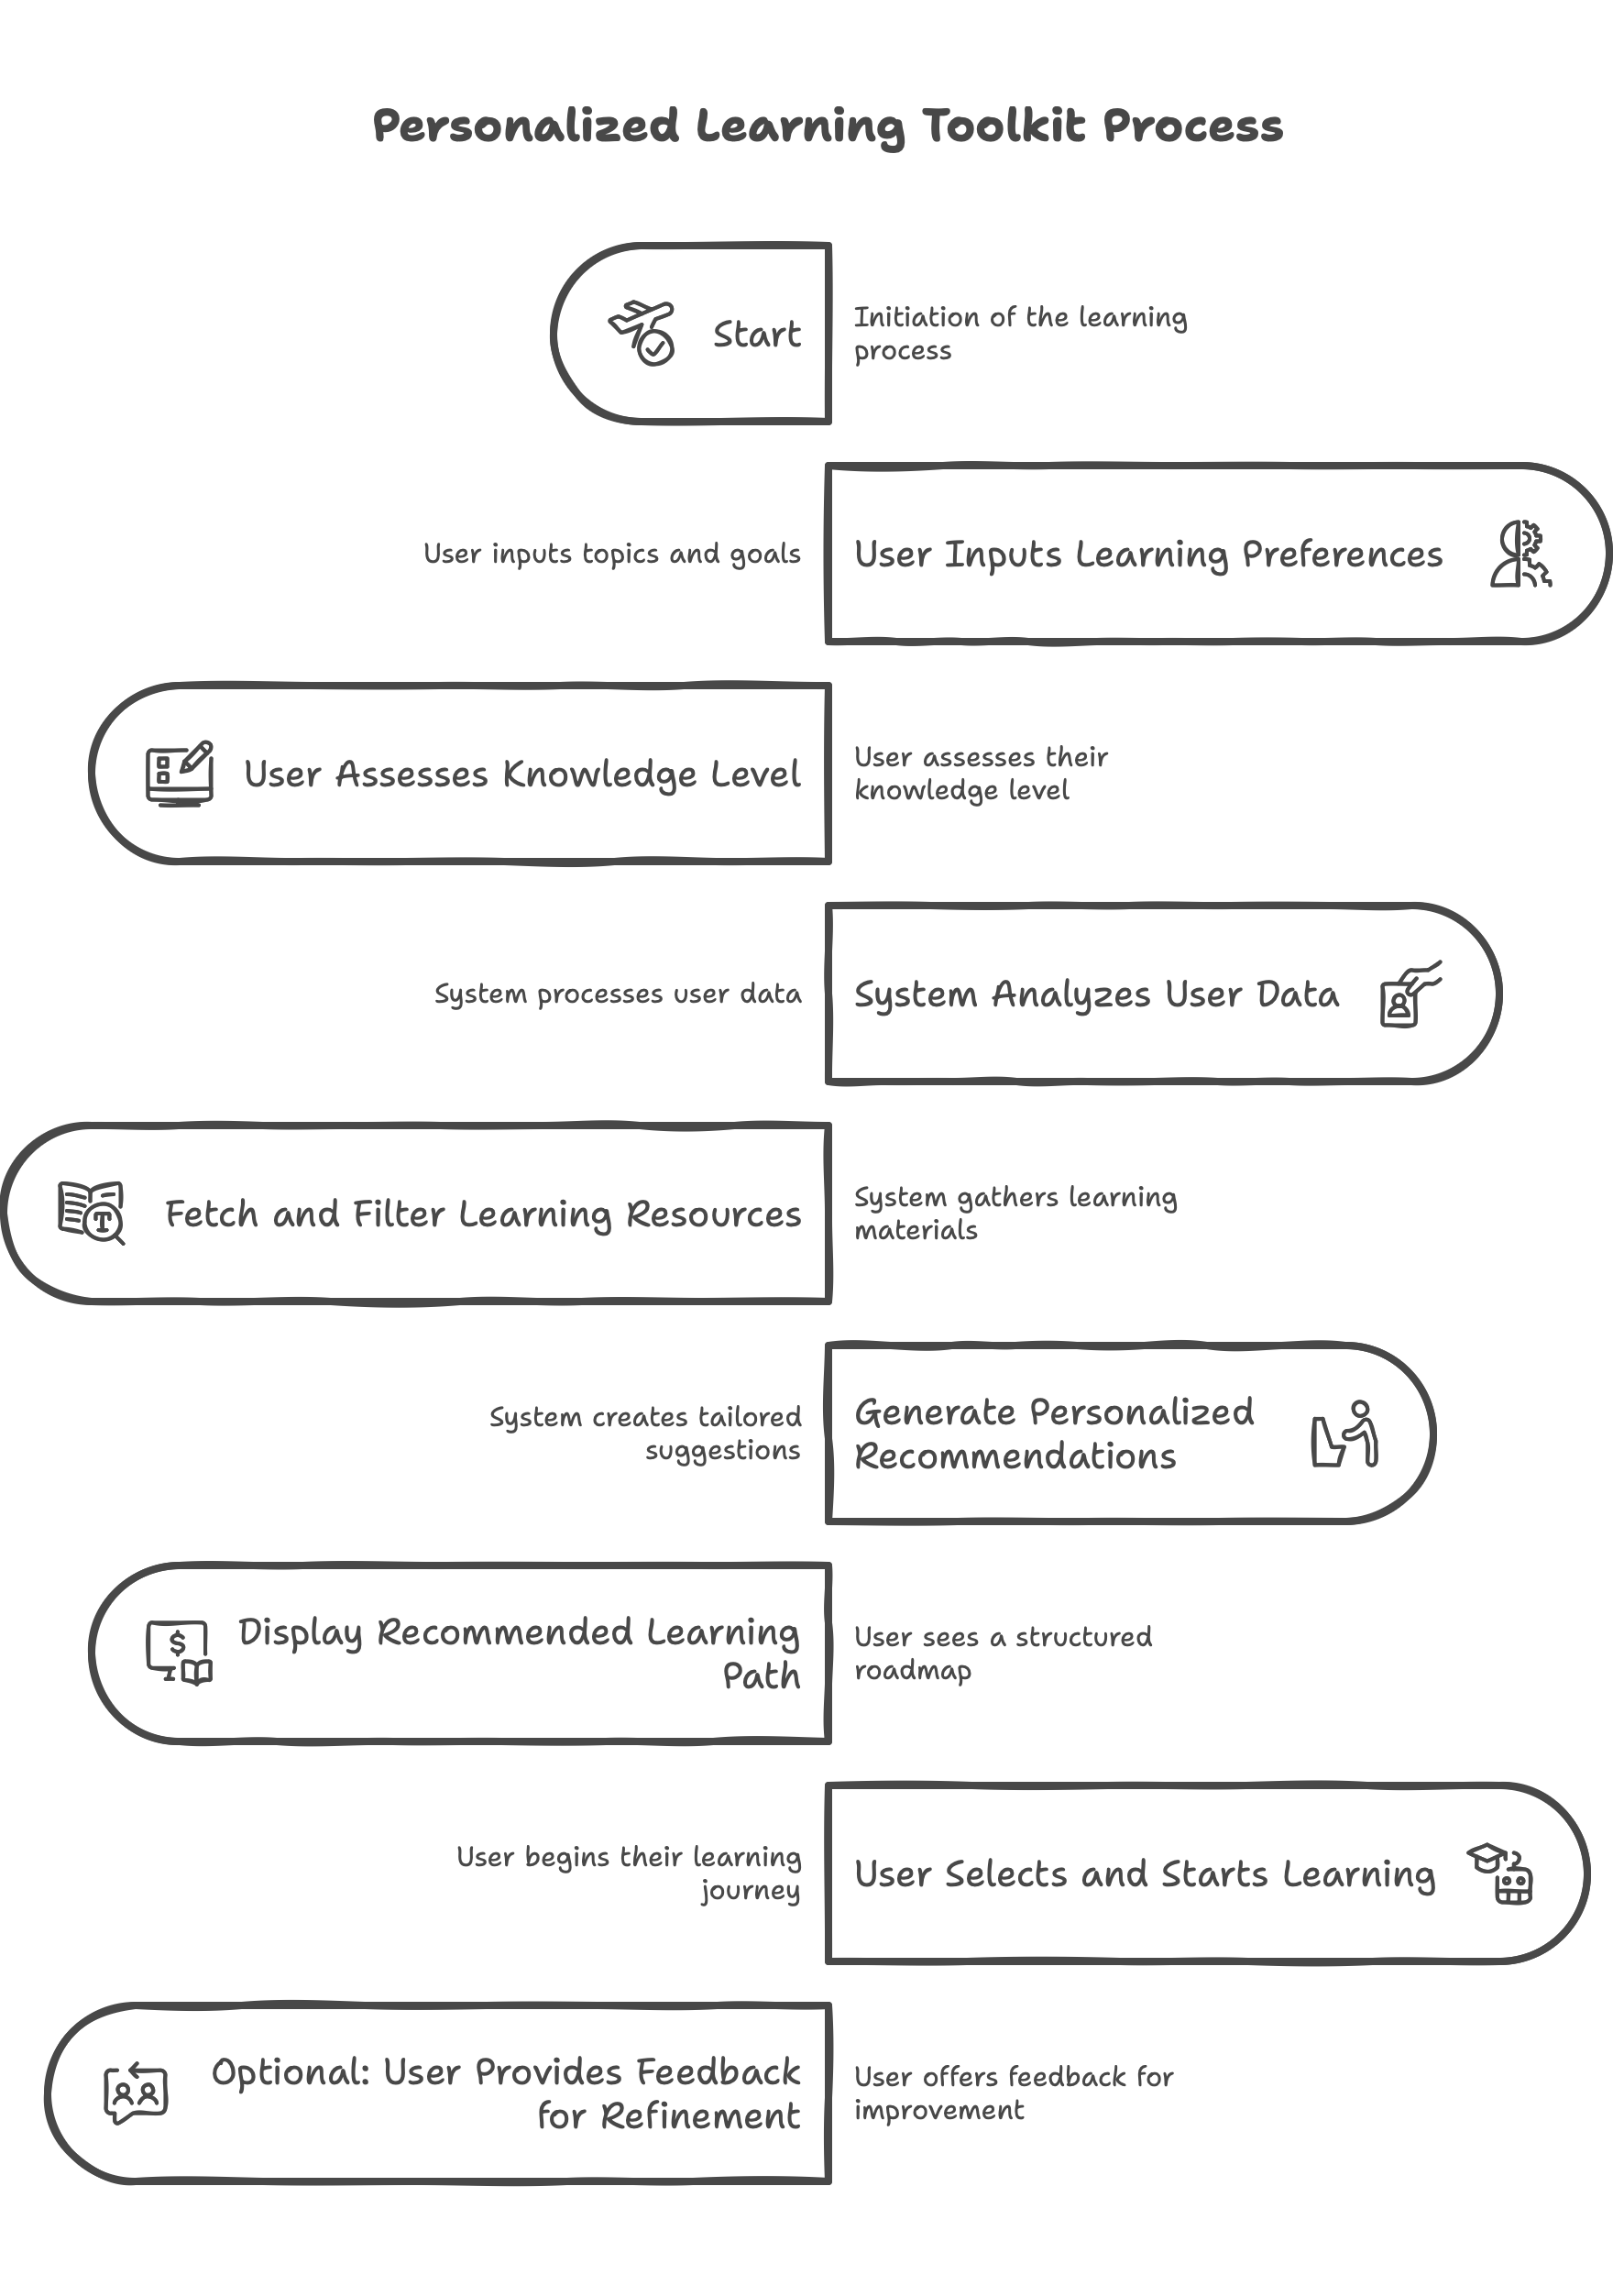 Personalized Learning Toolkit Process
Start
Initiation of the learning
process
User inputs topics and goals
User Inputs Learning Preferences
User Assesses Knowledge Level
User assesses their
knowledge level
System processes user data
System Analyzes User Data
Fetch and Filter Learning Resources
System gathers learning
materials
System creates tailored
suggestions
Generate Personalized
Recommendations
Display Recommended Learning
Path
User sees a structured
roadmap
User begins their learning
journey
User Selects and Starts Learning
Optional: User Provides Feedback
for Refinement
User offers feedback for
improvement